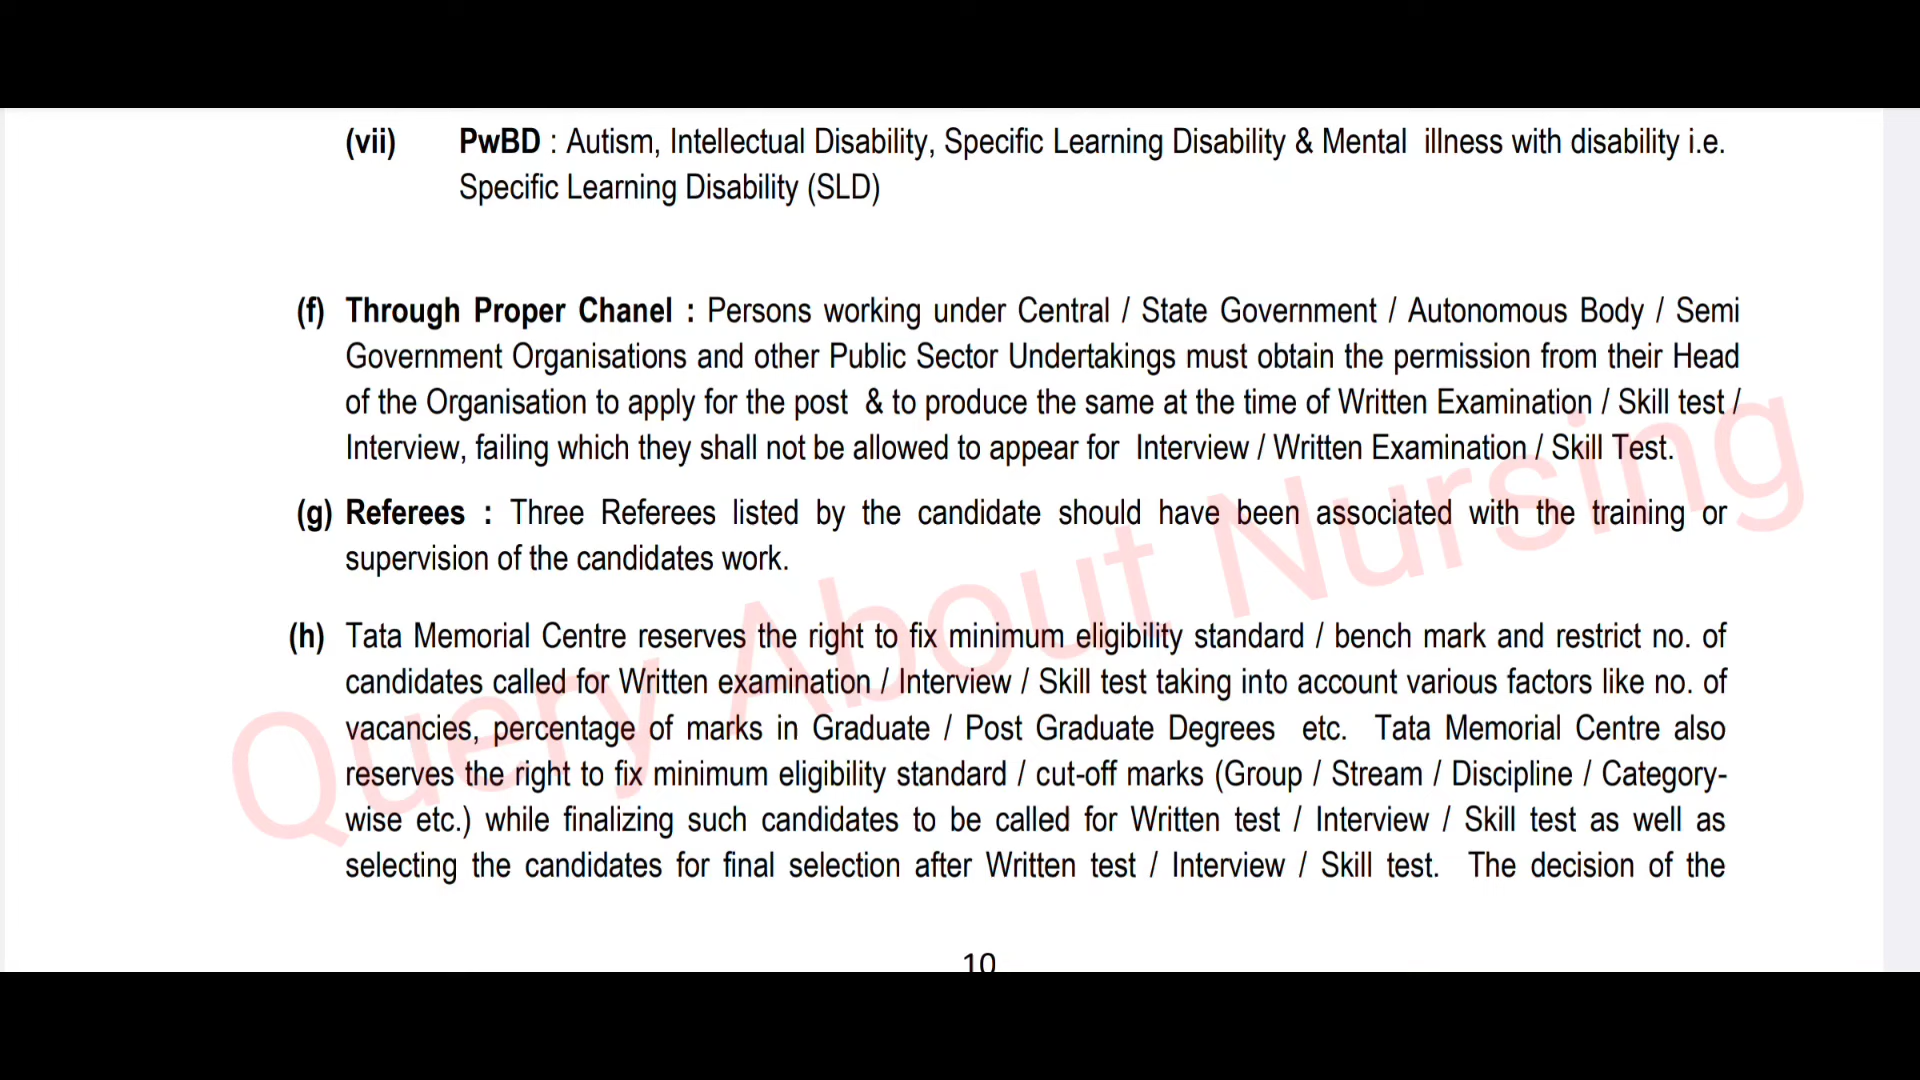 (vii) PwBD : Autism, Intellectual Disability, Specific Learning Disability & Mental illness with disability i.e.
Specific Learning Disability (SLD)
(f) Through Proper Chanel : Persons working under Central / State Government / Autonomous Body / Semi
Government Organisations and other Public Sector Undertakings must obtain the permission from their Head
of the Organisation to apply for the post & to produce the same at the time of Written Examination / Skill test /
Interview, failing which they shall not be allowed to appear for Interview / Written Examination / Skill Test.
(g) Referees : Three Referees listed by the candidate should have been associated with the training or
supervision of the candidates work.
(h) Tata Memorial Centre reserves the right to fix minimum eligibility standard / bench mark and restrict no. of
candidates called for Written examination / Interview / Skill test taking into account various factors like no. of
vacancies, percentage of marks in Graduate / Post Graduate Degrees etc. Tata Memorial Centre also
reserves the right to fix minimum eligibility standard / cut-off marks (Group / Stream / Discipline / Category-
wise etc.) while finalizing such candidates to be called for Written test / Interview / Skill test as well as
selecting the candidates for final selection after Written test / Interview / Skill test. The decision of the
10
Query About Nursing